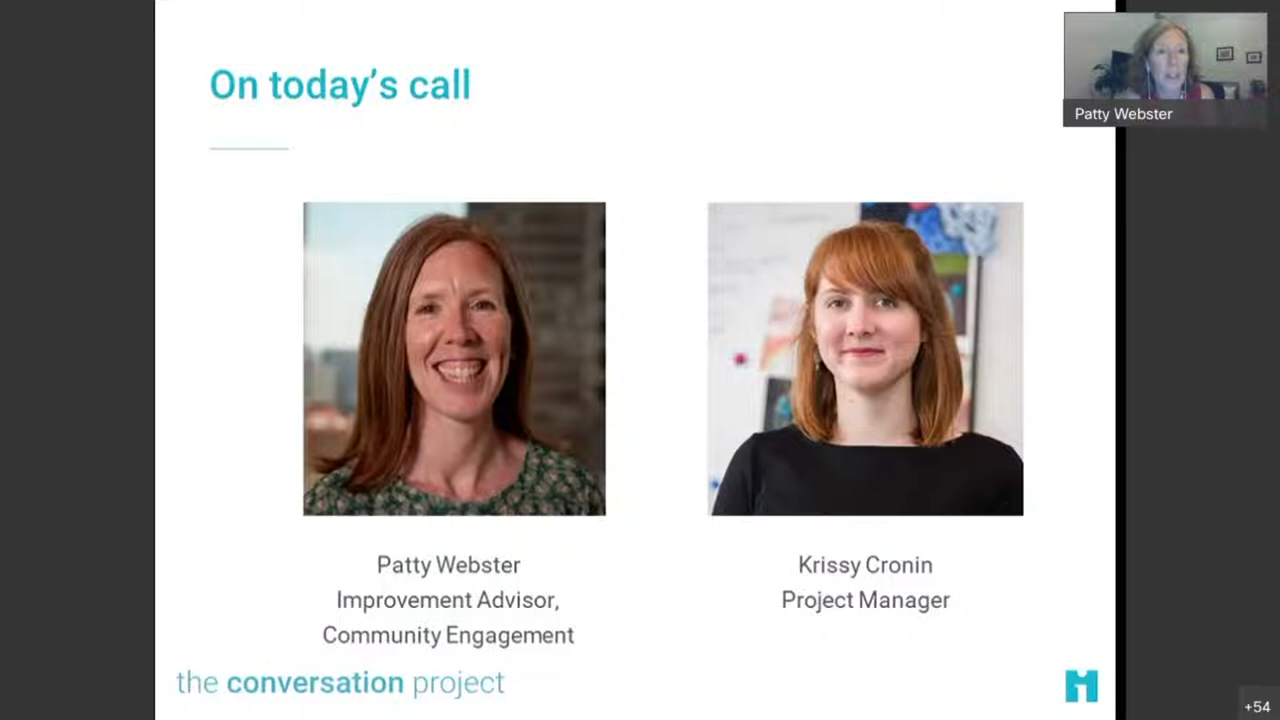 On today's call
Patty Webster
Patty Webster
Improvement Advisor,
Community Engagement
Krissy Cronin
Project Manager
the conversation project
+54